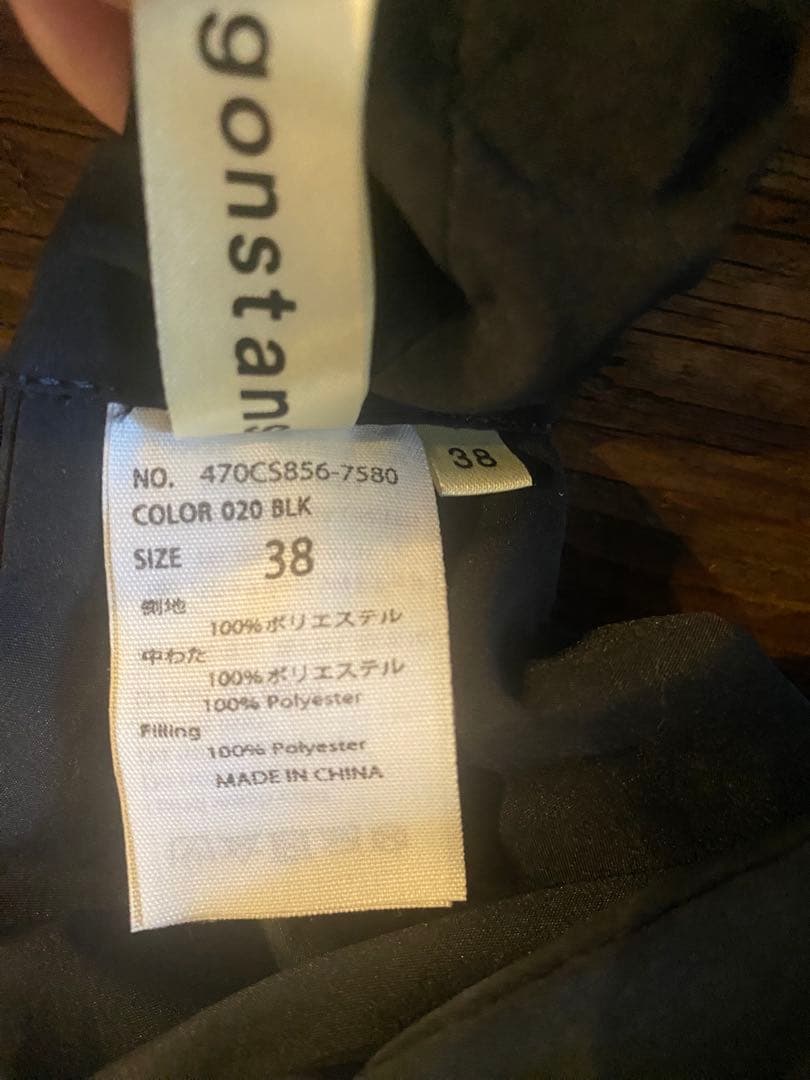 gonstans
NO. 470CS856-7580
38
COLOR 020 BLK
SIZE 38
側地
100%ポリエステル
中わた
100%ポリエステル
100% Polyester
Filling
100% Polyester
MADE IN CHINA